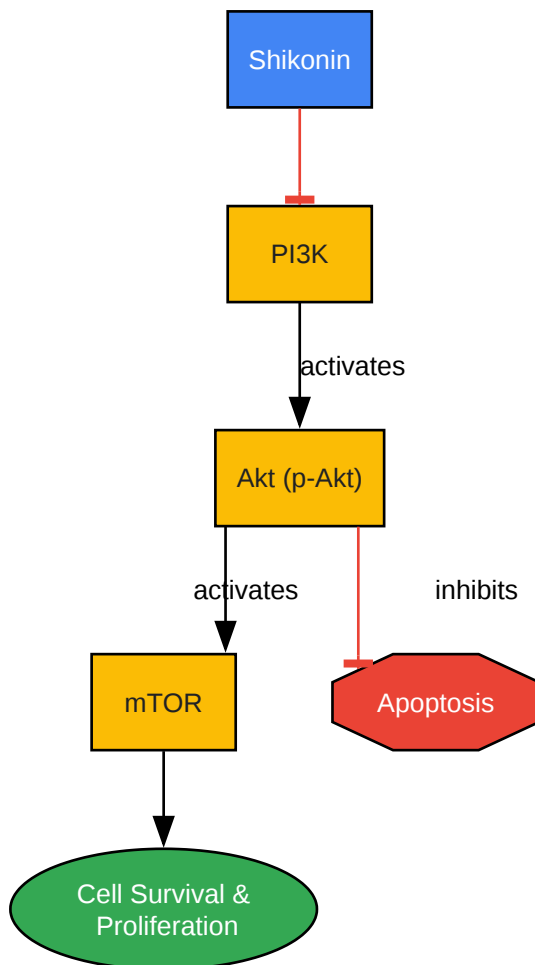 Shikonin
PI3K
activates
Akt (p-Akt)
activates
inhibits
mTOR
Apoptosis
Cell Survival &
Proliferation